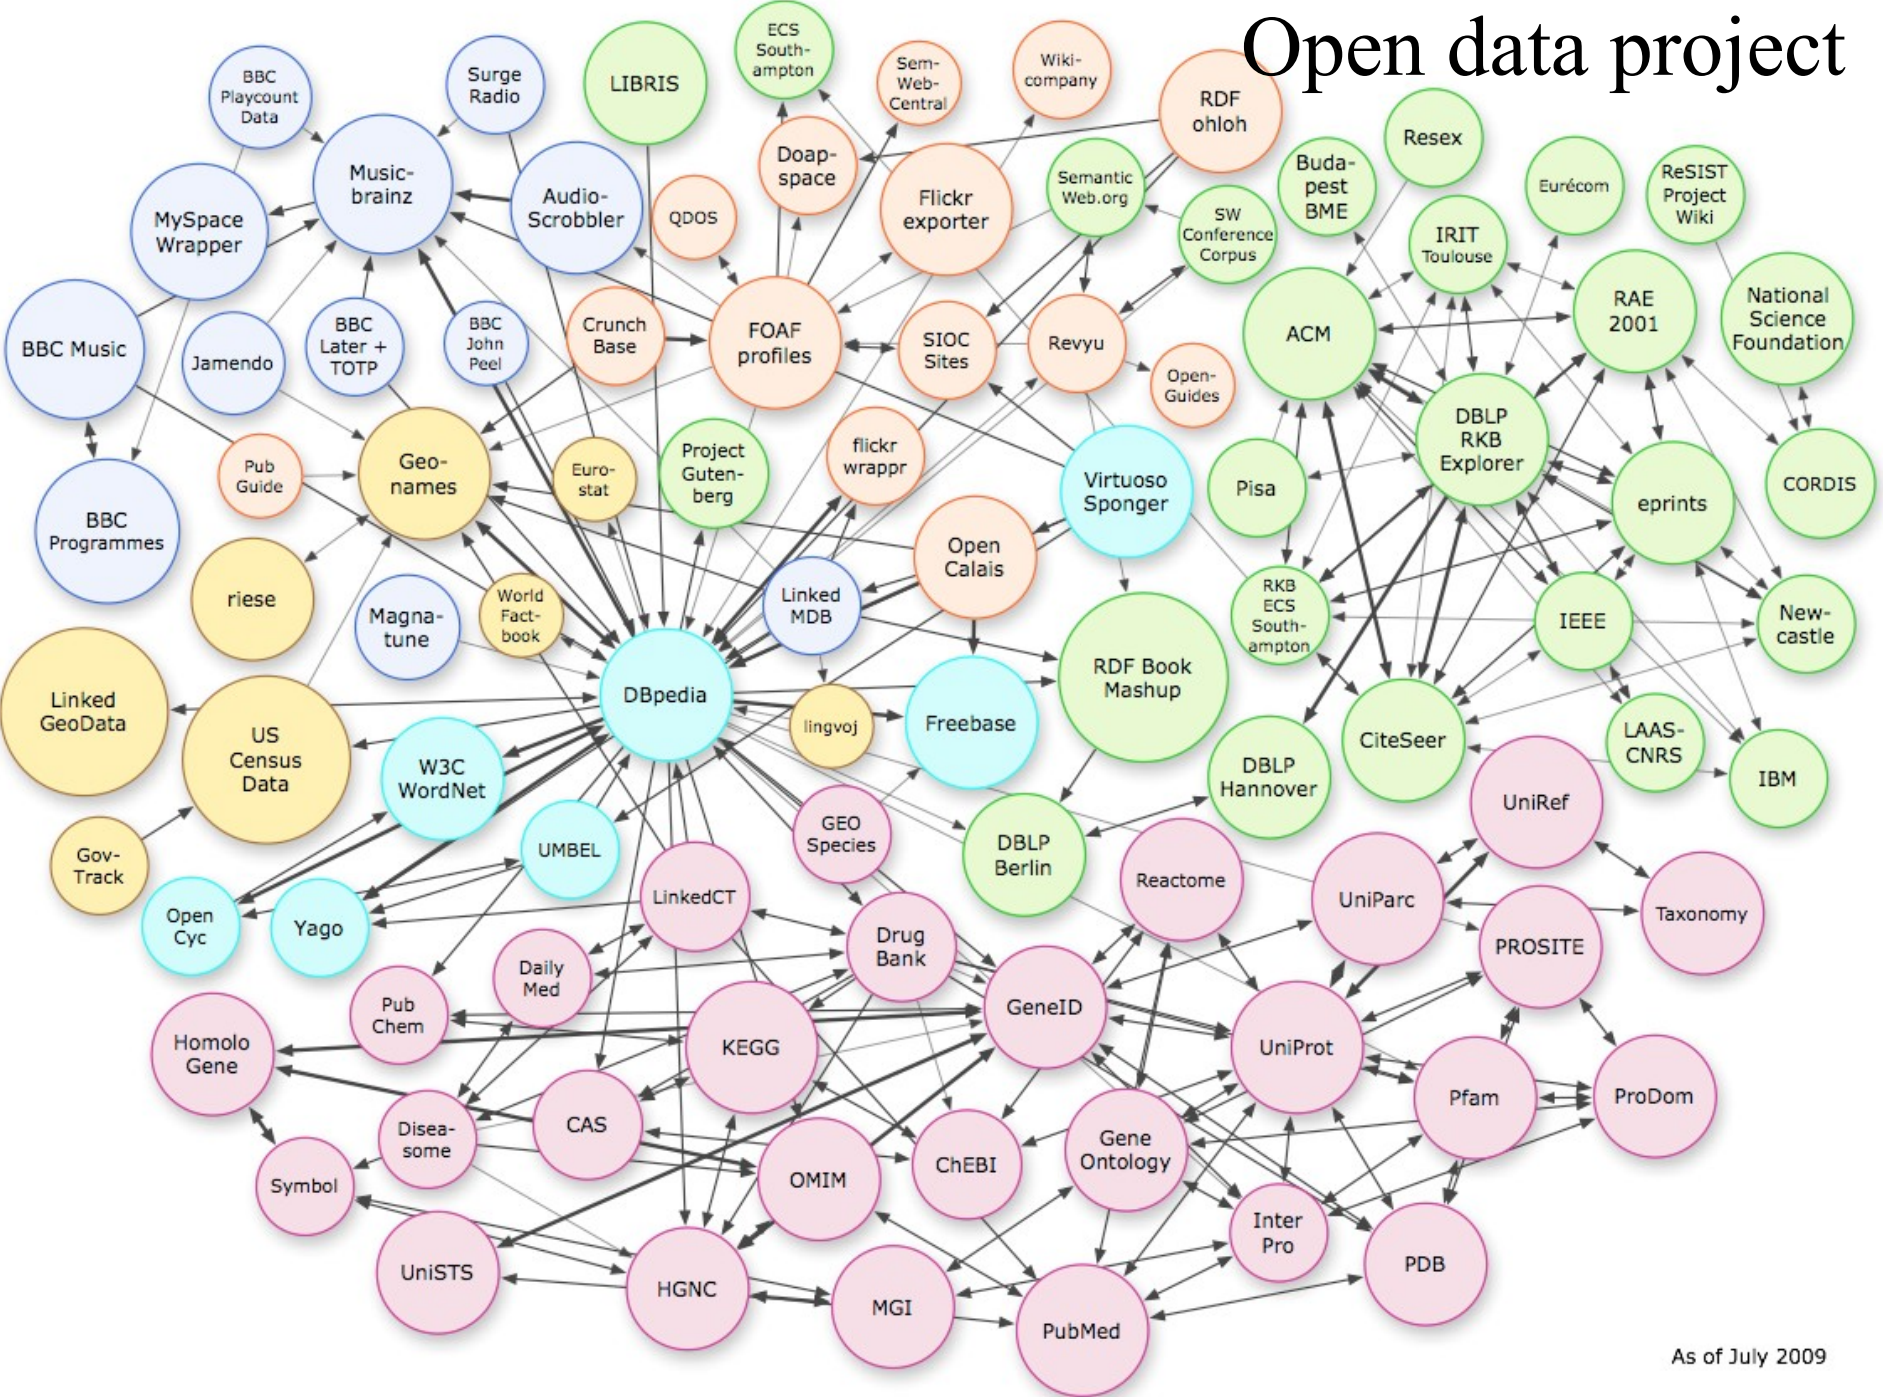 Open data project
ECS
South-
ampton
BBC
Playcount
Data
Surge
Radio
LIBRIS
Sem-
Web-
Central
Wiki-
company
RDF
ohloh
Resex
Music-
brainz
Doap-
space
Flickr
exporter
Semantic
Web.org
Buda-
pest
BME
Eurécom
ReSIST
Project
Wiki
MySpace
Wrapper
Audio-
Scrobbler
QDOS
SW
Conference
Corpus
IRIT
Toulouse
BBC Music
Jamendo
BBC
Later +
TOTP
BBC
John
Peel
Crunch
Base
FOAF
profiles
SIOC
Sites
Revyu
Open-
Guides
ACM
RAE
2001
National
Science
Foundation
Pub
Guide
Geo-
names
Euro-
stat
Project
Guten-
berg
flickr
wrappr
Virtuoso
Sponger
Pisa
DBLP
RKB
Explorer
eprints
CORDIS
BBC
Programmes
riese
Magna-
tune
World
Fact-
book
Linked
MDB
Open
Calais
RKB
ECS
South-
ampton
IEEE
New-
castle
Linked
GeoData
US
Census
Data
DBpedia
lingvoj
Freebase
RDF Book
Mashup
CiteSeer
LAAS-
CNRS
IBM
W3C
WordNet
DBLP
Hannover
UniRef
Gov-
Track
UMBEL
GEO
Species
DBLP
Berlin
Open
Cyc
Yago
LinkedCT
Reactome
UniParc
Taxonomy
Pub
Chem
Daily
Med
Drug
Bank
PROSITE
Homolo
Gene
KEGG
GeneID
UniProt
Pfam
ProDom
Disea-
some
CAS
Symbol
OMIM
ChEBI
Gene
Ontology
Inter
Pro
PDB
UniSTS
HGNC
MGI
PubMed
As of July 2009